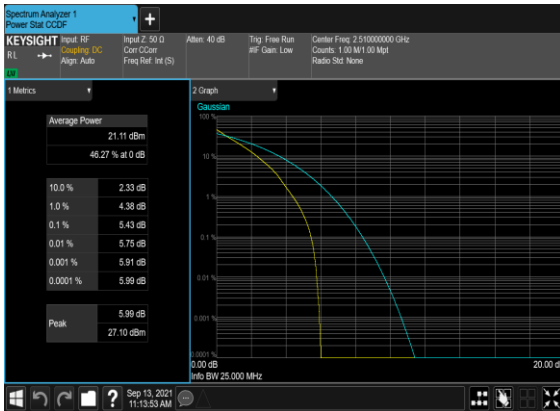 Spectrum Analyzer 1
Power Stat CCDF
+
KEYSIGHT
RL
LXI
Input: RF
Coupling: DC
Align: Auto
Input Z: 50 Ω
Corr CCorr
Freq Ref: Int (S)
Atten: 40 dB
Trig: Free Run
#IF Gain: Low
Center Freq: 2.510000000 GHz
Counts: 1.00 M/1.00 Mpt
Radio Std: None
1 Metrics
Average Power
21.11 dBm
46.27 % at 0 dB
10.0 % 2.33 dB
1.0 % 4.38 dB
0.1 % 5.43 dB
0.01 % 5.75 dB
0.001 % 5.91 dB
0.0001 % 5.99 dB
Peak
5.99 dB
27.10 dBm
2 Graph
Gaussian
100 %
10 %
1 %
0.1 %
0.01 %
0.001 %
0.0001 %
0.00 dB
20.00 d
Info BW 25.000 MHz
?
Sep 13, 2021
11:13:53 AM